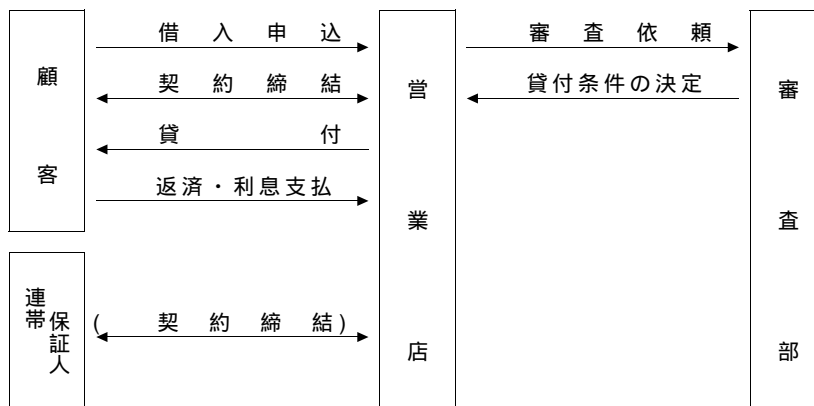 顧客
借入申込
契約締結
貸付
返済・利息支払
営業店
審査依頼
貸付条件の決定
審査部
連帯保証人
(契約締結)